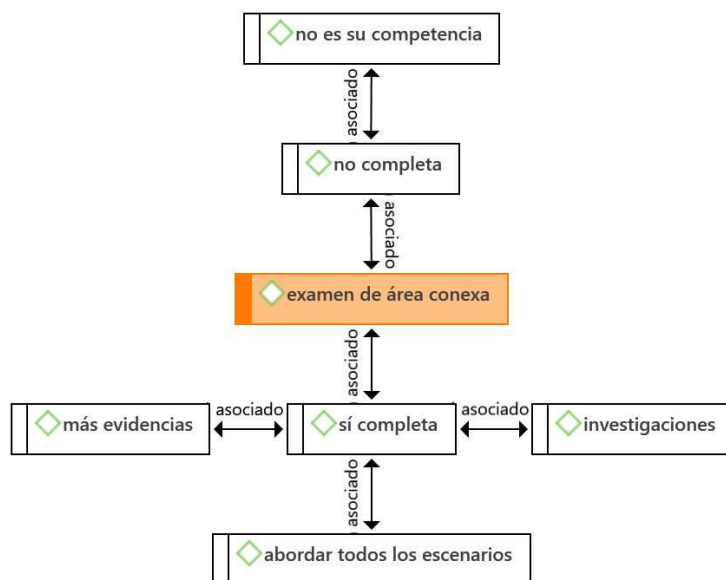 no es su competencia
asociado
no completa
asociado
examen de área conexa
asociado
más evidencias
asociado
sí completa
asociado
investigaciones
asociado
abordar todos los escenarios